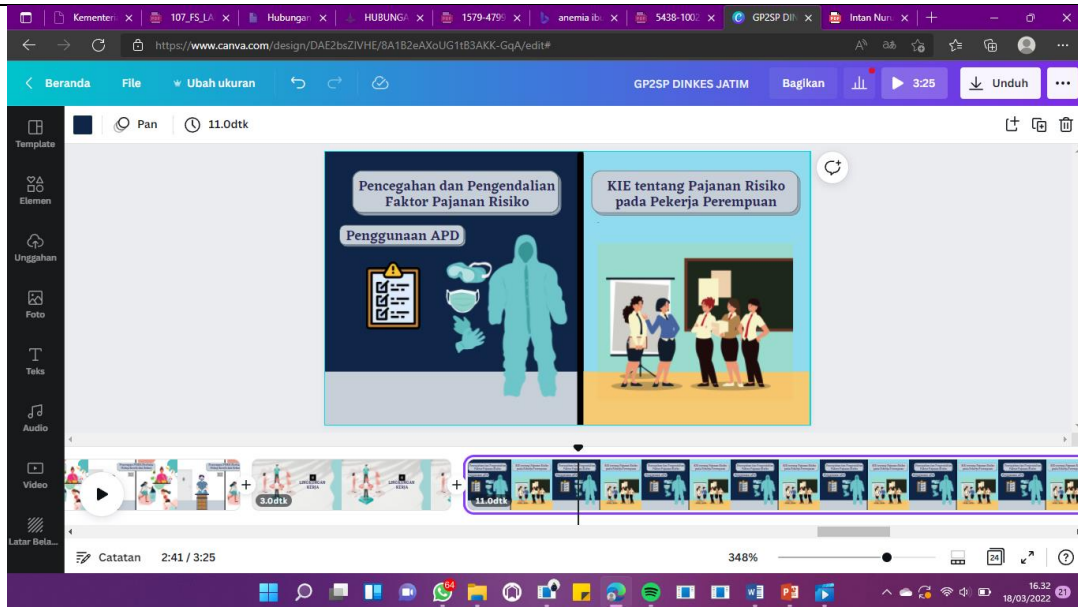 Kementeri
107_FS_LA
Hubungan
HUBUNGA
1579-4799
anemia ibu
5438-1002
GP2SP DIN
Intan Nuru
https://www.canva.com/design/DAE2bsZIVHE/8A1B2eAXoUG1tB3AKK-GqA/edit#
Beranda File Ubah ukuran GP2SP DINKES JATIM Bagikan 3:25 Unduh
Pan 11.0dtk
Template
Elemen
Unggahan
Foto
Teks
Audio
Video
Latar Bela...
Pencegahan dan Pengendalian
Faktor Pajanan Risiko
Penggunaan APD
KIE tentang Pajanan Risiko
pada Pekerja Perempuan
LINGKUNGAN
KERJA
LINGKUNGAN
KERJA
3.0dtk
11.0dtk
Catatan 2:41 / 3:25 348% 24
64
16.32
18/03/2022
21